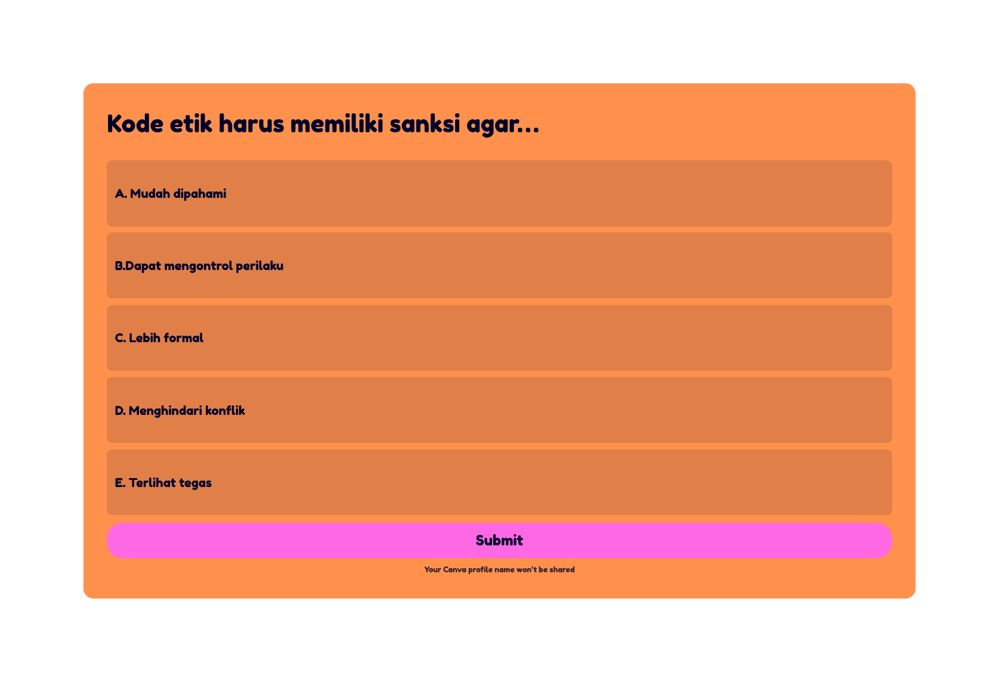 Kode etik harus memiliki sanksi agar...
A. Mudah dipahami
B.Dapat mengontrol perilaku
C. Lebih formal
D. Menghindari konflik
E. Terlihat tegas
Submit
Your Canva profile name won't be shared